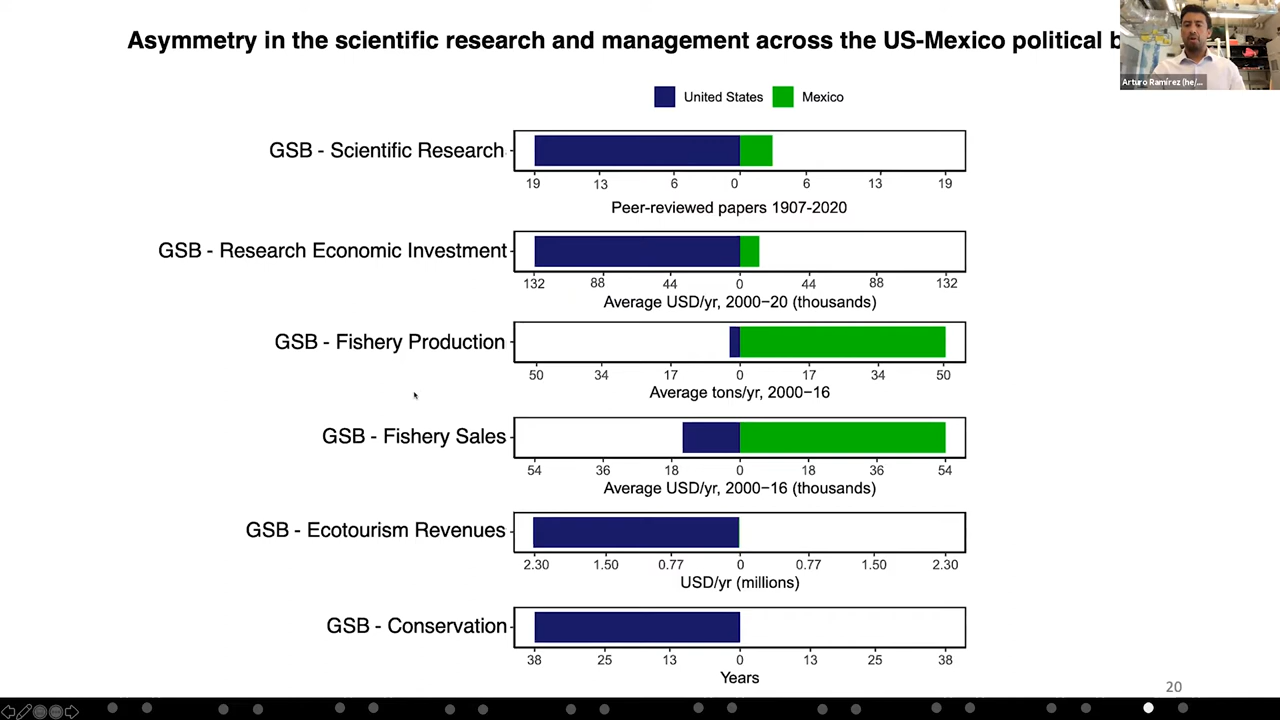 Asymmetry in the scientific research and management across the US-Mexico political b
Arturo Ramírez (he/...
United States Mexico
GSB - Scientific Research
19 13 6 0 6 13 19
Peer-reviewed papers 1907-2020
GSB - Research Economic Investment
132 88 44 0 44 88 132
Average USD/yr, 2000−20 (thousands)
GSB - Fishery Production
50 34 17 0 17 34 50
Average tons/yr, 2000−16
GSB - Fishery Sales
54 36 18 0 18 36 54
Average USD/yr, 2000−16 (thousands)
GSB - Ecotourism Revenues
2.30 1.50 0.77 0 0.77 1.50 2.30
USD/yr (millions)
GSB - Conservation
38 25 13 0 13 25 38
Years
20